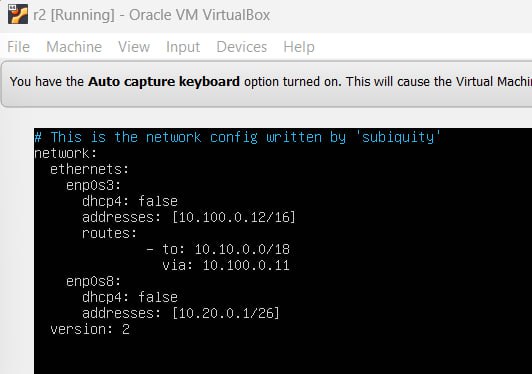 r2 [Running] - Oracle VM VirtualBox
File Machine View Input Devices Help
You have the Auto capture keyboard option turned on. This will cause the Virtual Machin
# This is the network config written by 'subiquity'
network:
  ethernets:
    enp0s3:
      dhcp4: false
      addresses: [10.100.0.12/16]
      routes:
              - to: 10.10.0.0/18
                via: 10.100.0.11
    enp0s8:
      dhcp4: false
      addresses: [10.20.0.1/26]
  version: 2